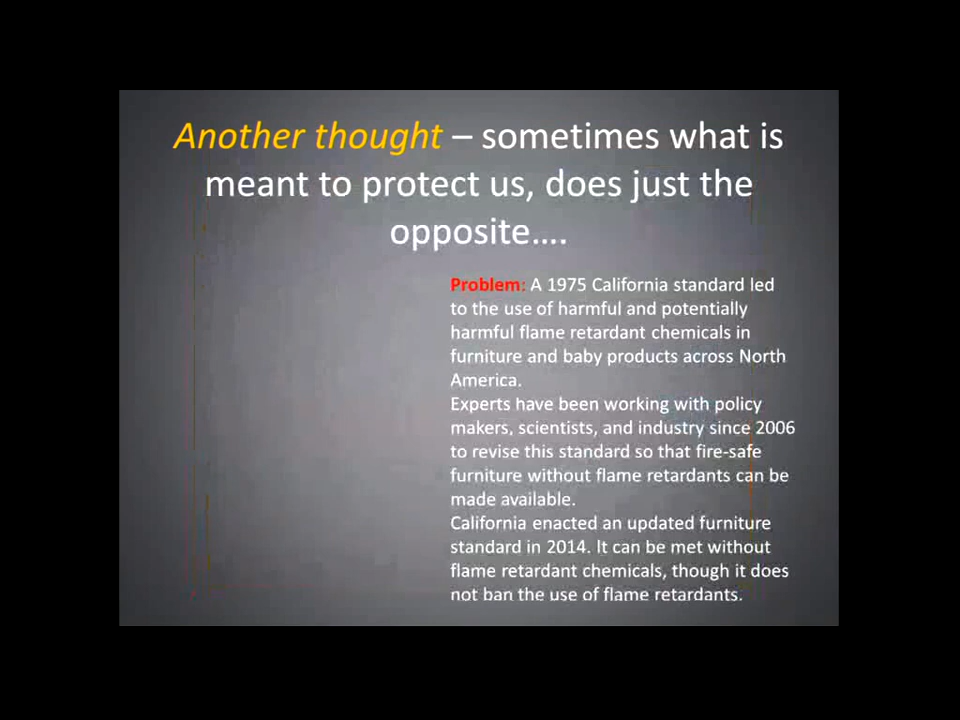 Another thought – sometimes what is
meant to protect us, does just the
opposite….
Problem: A 1975 California standard led
to the use of harmful and potentially
harmful flame retardant chemicals in
furniture and baby products across North
America.
Experts have been working with policy
makers, scientists, and industry since 2006
to revise this standard so that fire-safe
furniture without flame retardants can be
made available.
California enacted an updated furniture
standard in 2014. It can be met without
flame retardant chemicals, though it does
not ban the use of flame retardants.